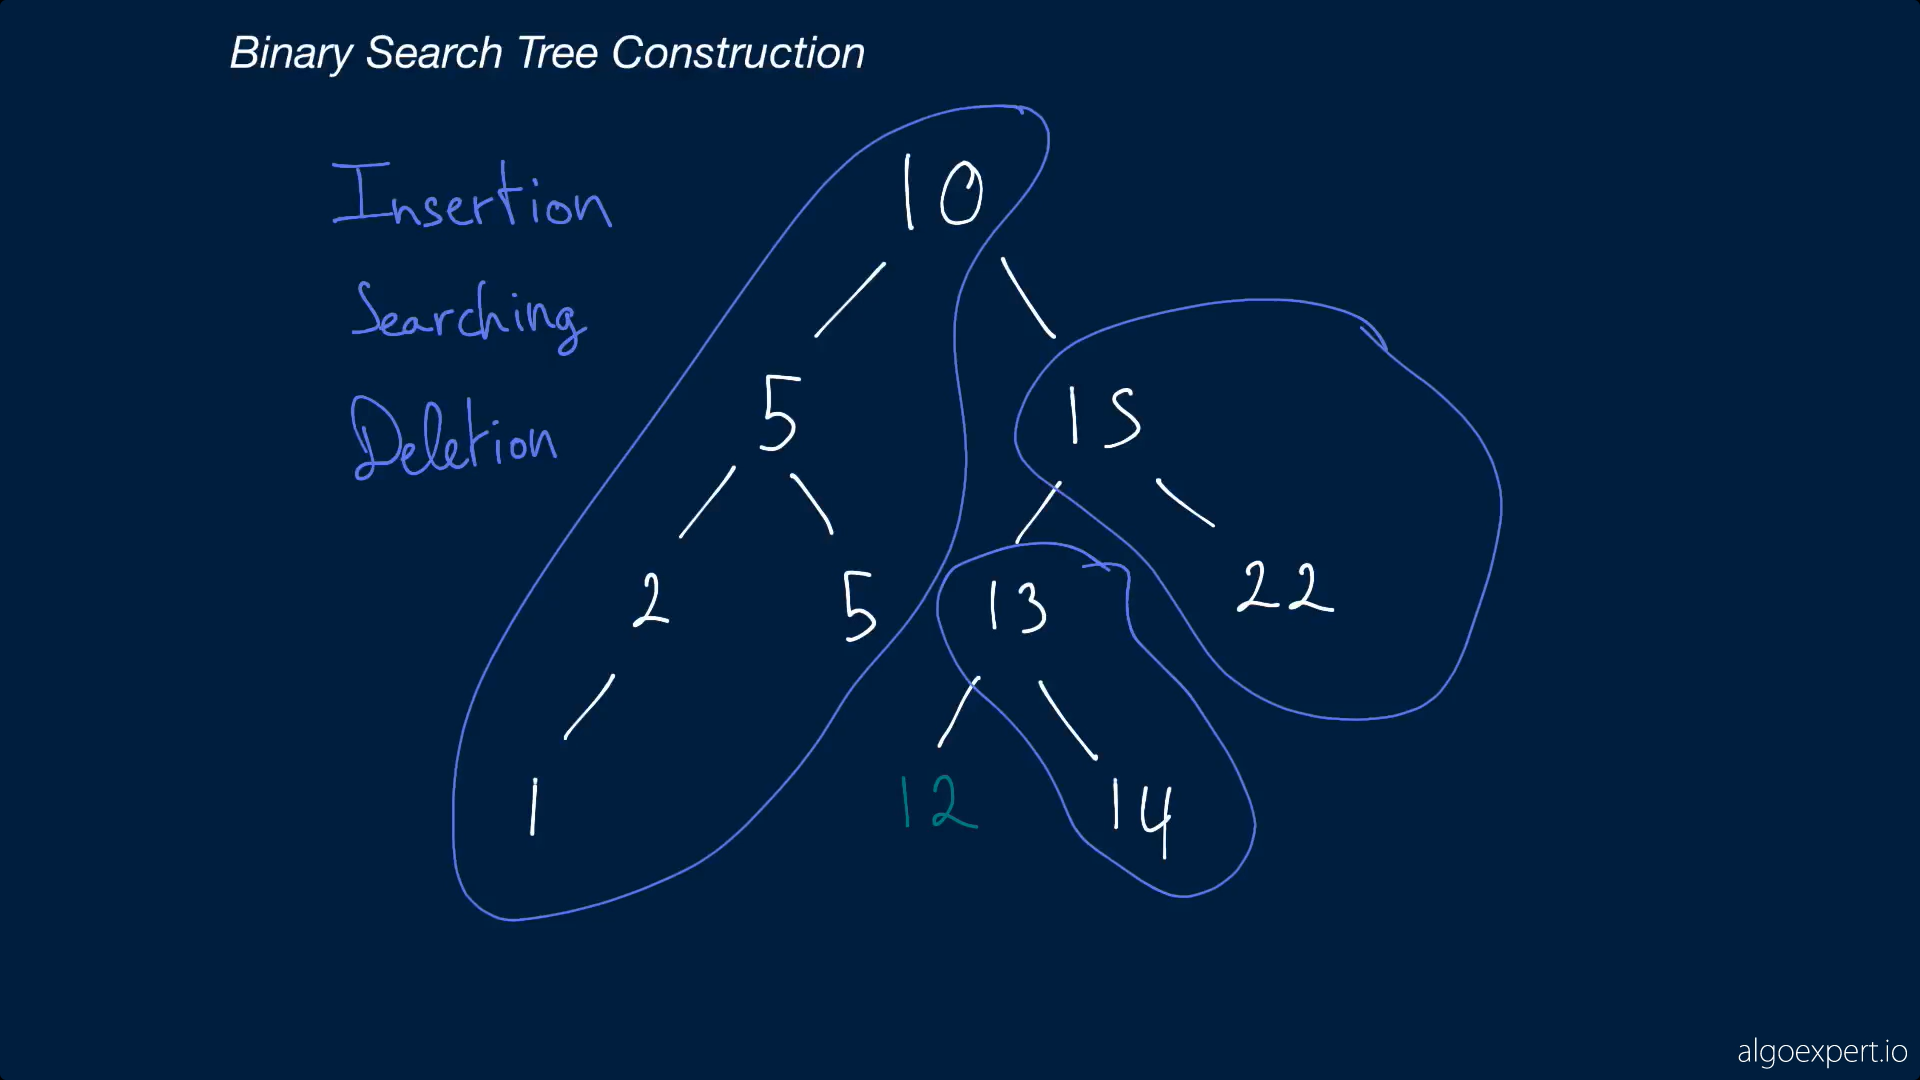 Binary Search Tree Construction
Insertion
Searching
Deletion
10
5 15
2 5 13 22
1 12 14
algoexpert.io